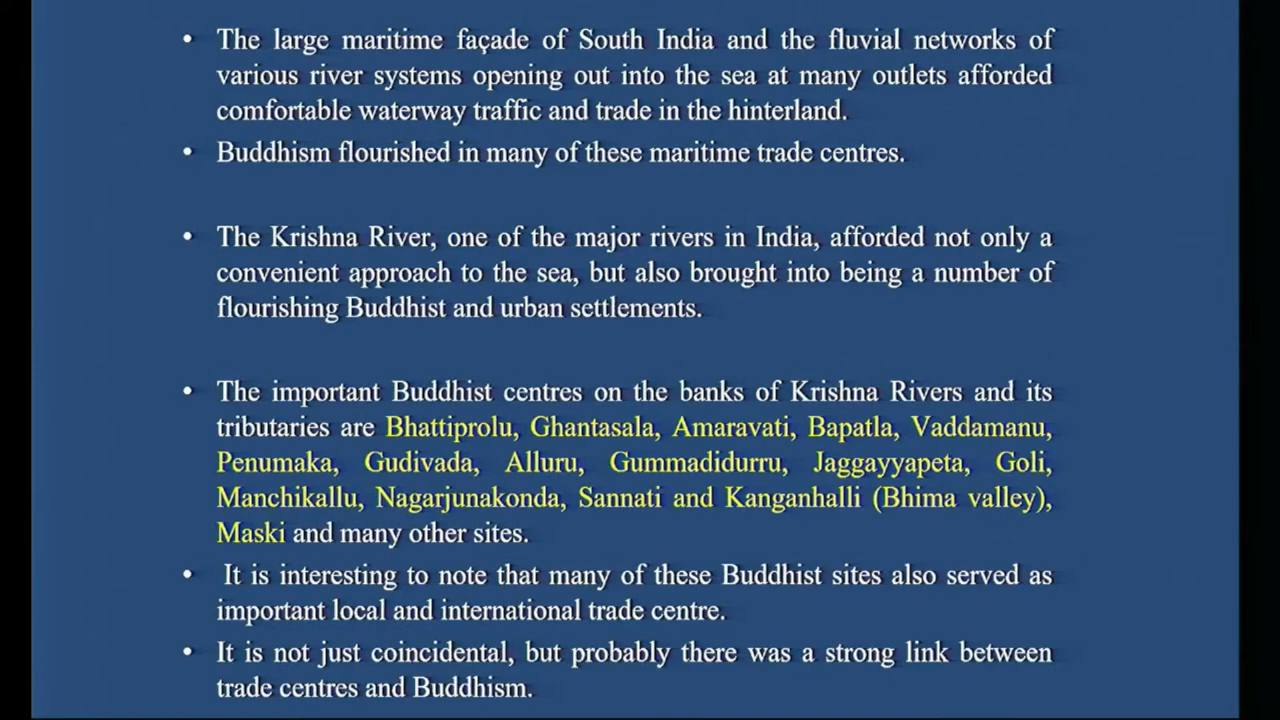 • The large maritime façade of South India and the fluvial networks of
various river systems opening out into the sea at many outlets afforded
comfortable waterway traffic and trade in the hinterland.
• Buddhism flourished in many of these maritime trade centres.
• The Krishna River, one of the major rivers in India, afforded not only a
convenient approach to the sea, but also brought into being a number of
flourishing Buddhist and urban settlements.
• The important Buddhist centres on the banks of Krishna Rivers and its
tributaries are Bhattiprolu, Ghantasala, Amaravati, Bapatla, Vaddamanu,
Penumaka, Gudivada, Alluru, Gummadidurru, Jaggayyapeta, Goli,
Manchikallu, Nagarjunakonda, Sannati and Kanganhalli (Bhima valley),
Maski and many other sites.
• It is interesting to note that many of these Buddhist sites also served as
important local and international trade centre.
• It is not just coincidental, but probably there was a strong link between
trade centres and Buddhism.